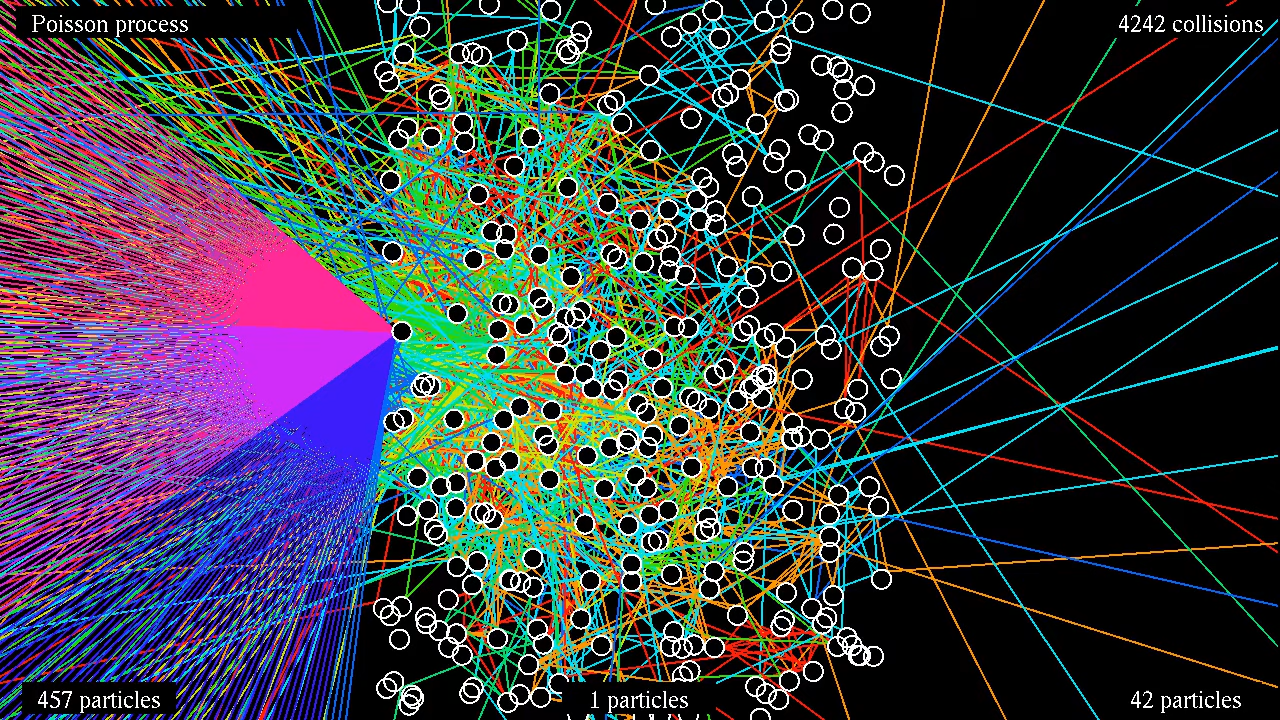 Poisson process
4242 collisions
457 particles
1 particles
42 particles